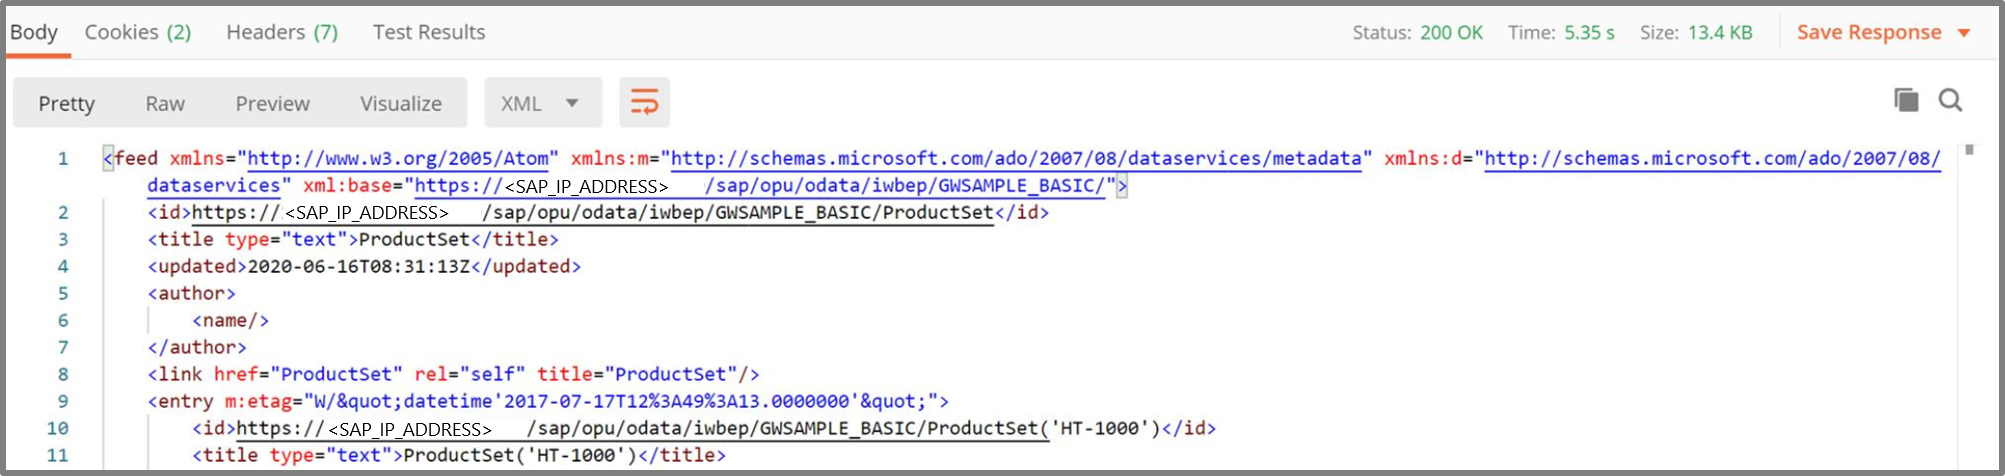 Body Cookies (2) Headers (7) Test Results Status: 200 OK Time: 5.35 s Size: 13.4 KB Save Response
Pretty Raw Preview Visualize XML
1 <feed xmlns="http://www.w3.org/2005/Atom" xmlns:m="http://schemas.microsoft.com/ado/2007/08/dataservices/metadata" xmlns:d="http://schemas.microsoft.com/ado/2007/08/
dataservices" xml:base="https://<SAP_IP_ADDRESS> /sap/opu/odata/iwbep/GWSAMPLE_BASIC/">
2 <id>https://<SAP_IP_ADDRESS> /sap/opu/odata/iwbep/GWSAMPLE_BASIC/ProductSet</id>
3 <title type="text">ProductSet</title>
4 <updated>2020-06-16T08:31:13Z</updated>
5 <author>
6 <name/>
7 </author>
8 <link href="ProductSet" rel="self" title="ProductSet"/>
9 <entry m:etag="W/&quot;datetime'2017-07-17T12%3A49%3A13.0000000'&quot;">
10 <id>https://<SAP_IP_ADDRESS> /sap/opu/odata/iwbep/GWSAMPLE_BASIC/ProductSet('HT-1000')</id>
11 <title type="text">ProductSet('HT-1000')</title>